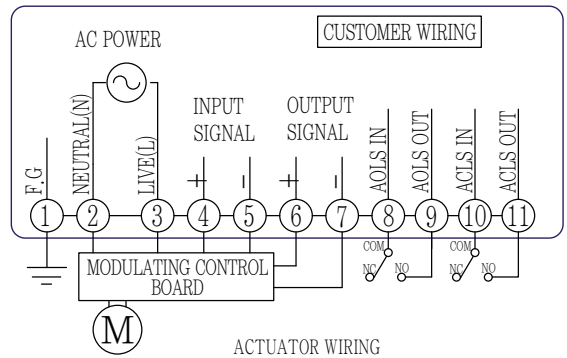 CUSTOMER WIRING
AC POWER
F.G
NEUTRAL(N)
LIVE(L)
INPUT
SIGNAL
OUTPUT
SIGNAL
AOLS IN
AOLS OUT
ACLS IN
ACLS OUT
+ - + -
1 2 3 4 5 6 7 8 9 10 11
COM
NC NO
COM
NC NO
MODULATING CONTROL
BOARD
M
ACTUATOR WIRING